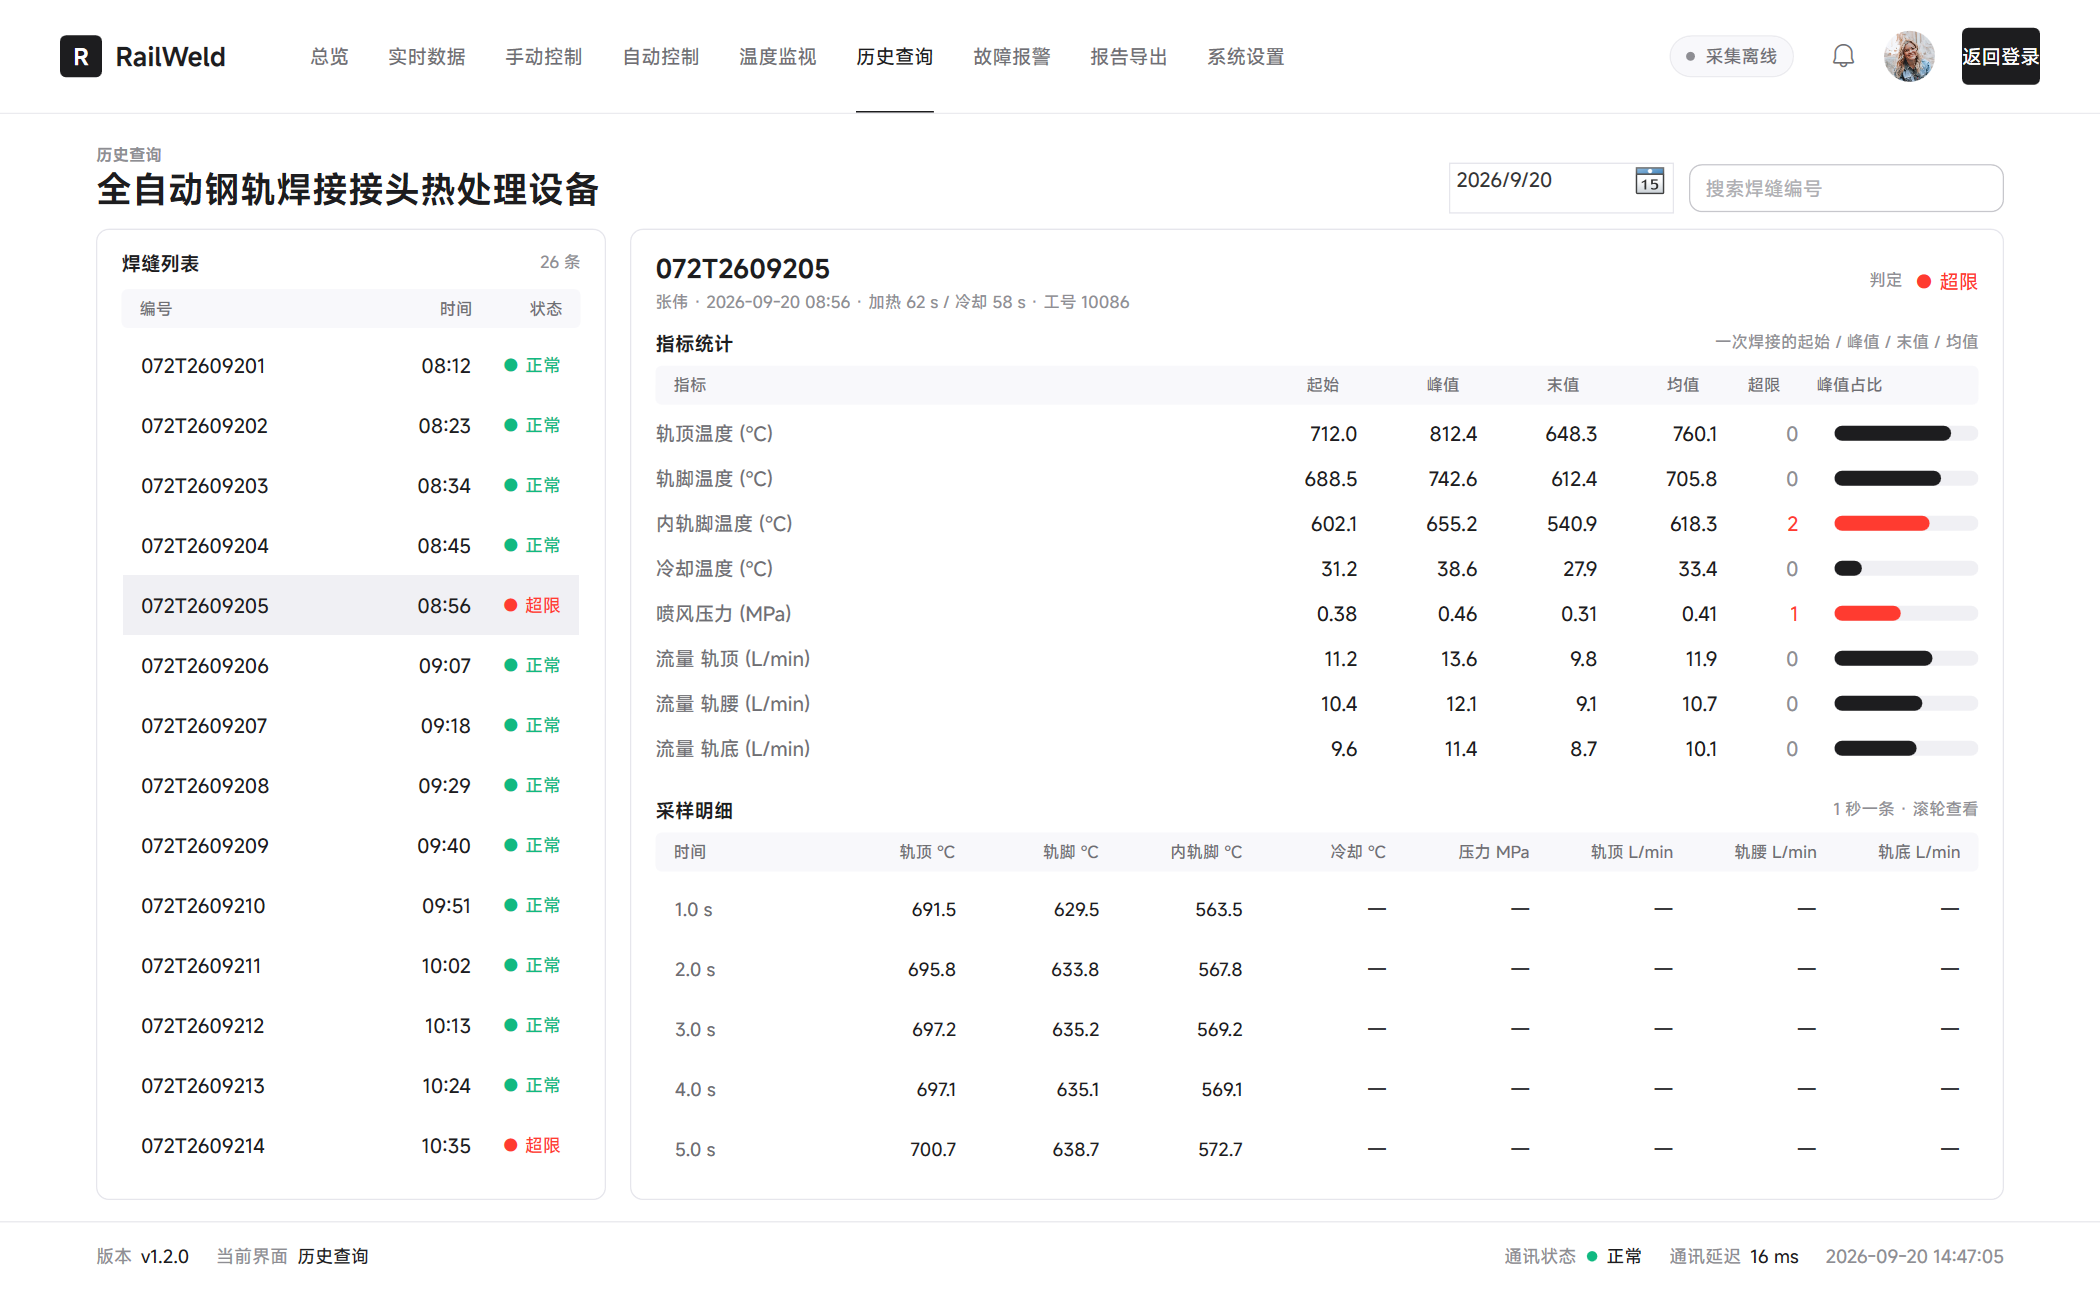 R RailWeld 总览 实时数据 手动控制 自动控制 温度监视 历史查询 故障报警 报告导出 系统设置 采集离线 返回登录
历史查询
全自动钢轨焊接接头热处理设备
2026/9/20 15 搜索焊缝编号
焊缝列表 26 条
编号 时间 状态
072T2609201 08:12 正常
072T2609202 08:23 正常
072T2609203 08:34 正常
072T2609204 08:45 正常
072T2609205 08:56 超限
072T2609206 09:07 正常
072T2609207 09:18 正常
072T2609208 09:29 正常
072T2609209 09:40 正常
072T2609210 09:51 正常
072T2609211 10:02 正常
072T2609212 10:13 正常
072T2609213 10:24 正常
072T2609214 10:35 超限
072T2609205
张伟 · 2026-09-20 08:56 · 加热 62 s / 冷却 58 s · 工号 10086
判定 超限
指标统计 一次焊接的起始 / 峰值 / 末值 / 均值
指标 起始 峰值 末值 均值 超限 峰值占比
轨顶温度 (°C) 712.0 812.4 648.3 760.1 0
轨脚温度 (°C) 688.5 742.6 612.4 705.8 0
内轨脚温度 (°C) 602.1 655.2 540.9 618.3 2
冷却温度 (°C) 31.2 38.6 27.9 33.4 0
喷风压力 (MPa) 0.38 0.46 0.31 0.41 1
流量 轨顶 (L/min) 11.2 13.6 9.8 11.9 0
流量 轨腰 (L/min) 10.4 12.1 9.1 10.7 0
流量 轨底 (L/min) 9.6 11.4 8.7 10.1 0
采样明细 1 秒一条 · 滚轮查看
时间 轨顶 °C 轨脚 °C 内轨脚 °C 冷却 °C 压力 MPa 轨顶 L/min 轨腰 L/min 轨底 L/min
1.0 s 691.5 629.5 563.5 — — — — —
2.0 s 695.8 633.8 567.8 — — — — —
3.0 s 697.2 635.2 569.2 — — — — —
4.0 s 697.1 635.1 569.1 — — — — —
5.0 s 700.7 638.7 572.7 — — — — —
版本 v1.2.0 当前界面 历史查询 通讯状态 正常 通讯延迟 16 ms 2026-09-20 14:47:05